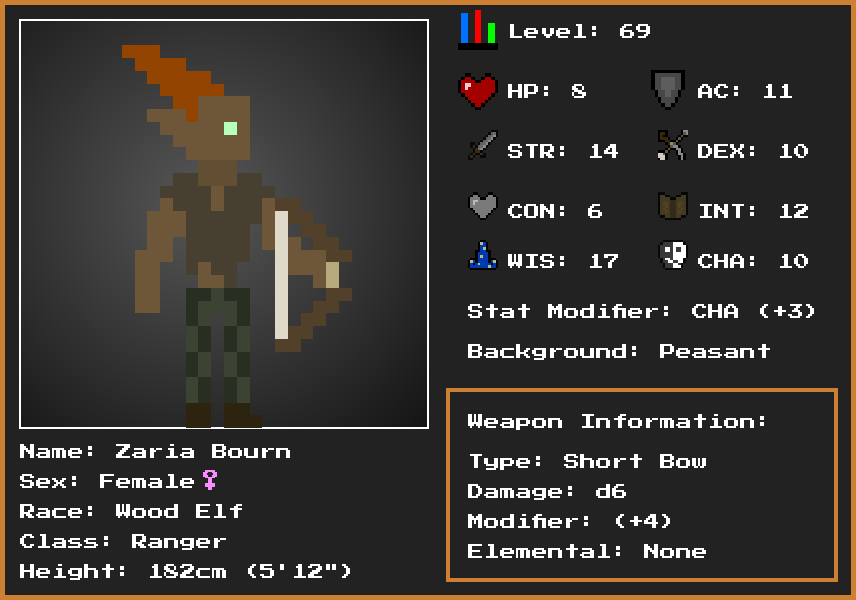 Level: 69
HP: 8 AC: 11
STR: 14 DEX: 10
CON: 6 INT: 12
WIS: 17 CHA: 10
Stat Modifier: CHA (+3)
Background: Peasant
Weapon Information:
Type: Short Bow
Damage: d6
Modifier: (+4)
Elemental: None
Name: Zaria Bourn
Sex: Female♀
Race: Wood Elf
Class: Ranger
Height: 182cm (5'12")